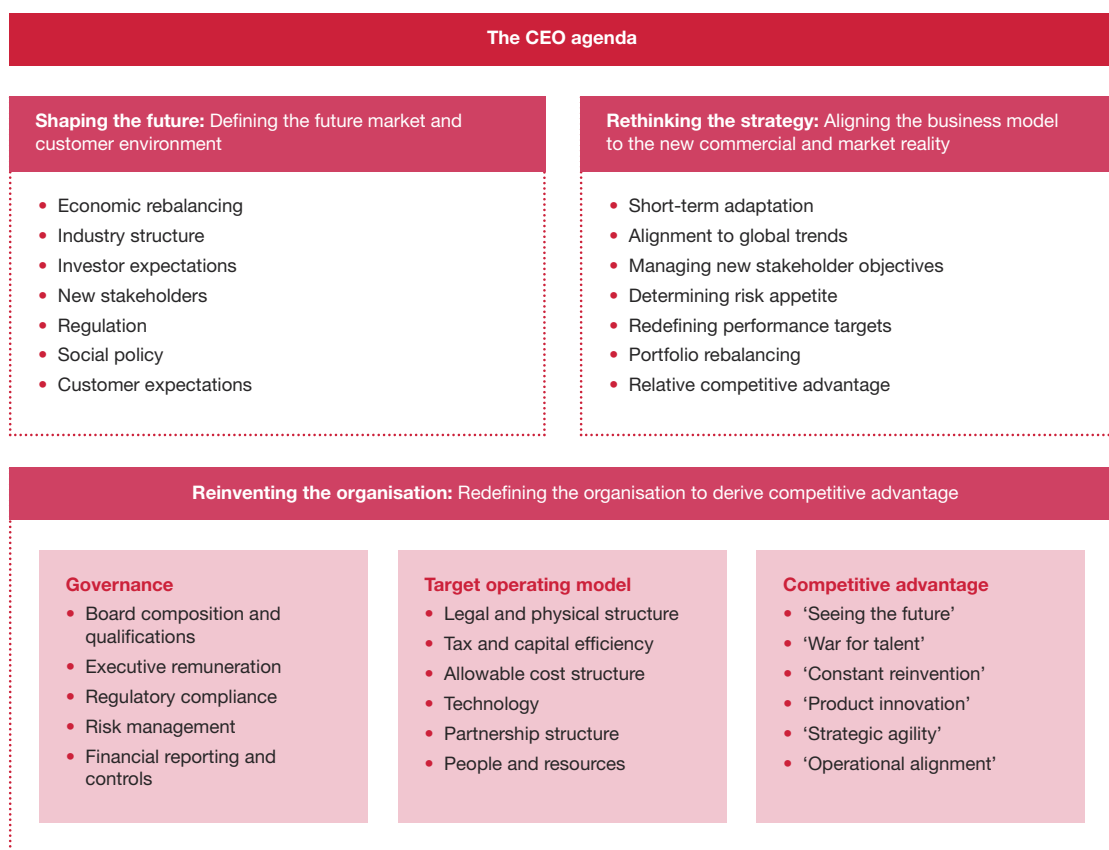 The CEO agenda
Shaping the future: Defining the future market and
customer environment
• Economic rebalancing
• Industry structure
• Investor expectations
• New stakeholders
• Regulation
• Social policy
• Customer expectations
Rethinking the strategy: Aligning the business model
to the new commercial and market reality
• Short-term adaptation
• Alignment to global trends
• Managing new stakeholder objectives
• Determining risk appetite
• Redefining performance targets
• Portfolio rebalancing
• Relative competitive advantage
Reinventing the organisation: Redefining the organisation to derive competitive advantage
Governance
• Board composition and
qualifications
• Executive remuneration
• Regulatory compliance
• Risk management
• Financial reporting and
controls
Target operating model
• Legal and physical structure
• Tax and capital efficiency
• Allowable cost structure
• Technology
• Partnership structure
• People and resources
Competitive advantage
• ‘Seeing the future’
• ‘War for talent’
• ‘Constant reinvention’
• ‘Product innovation’
• ‘Strategic agility’
• ‘Operational alignment’